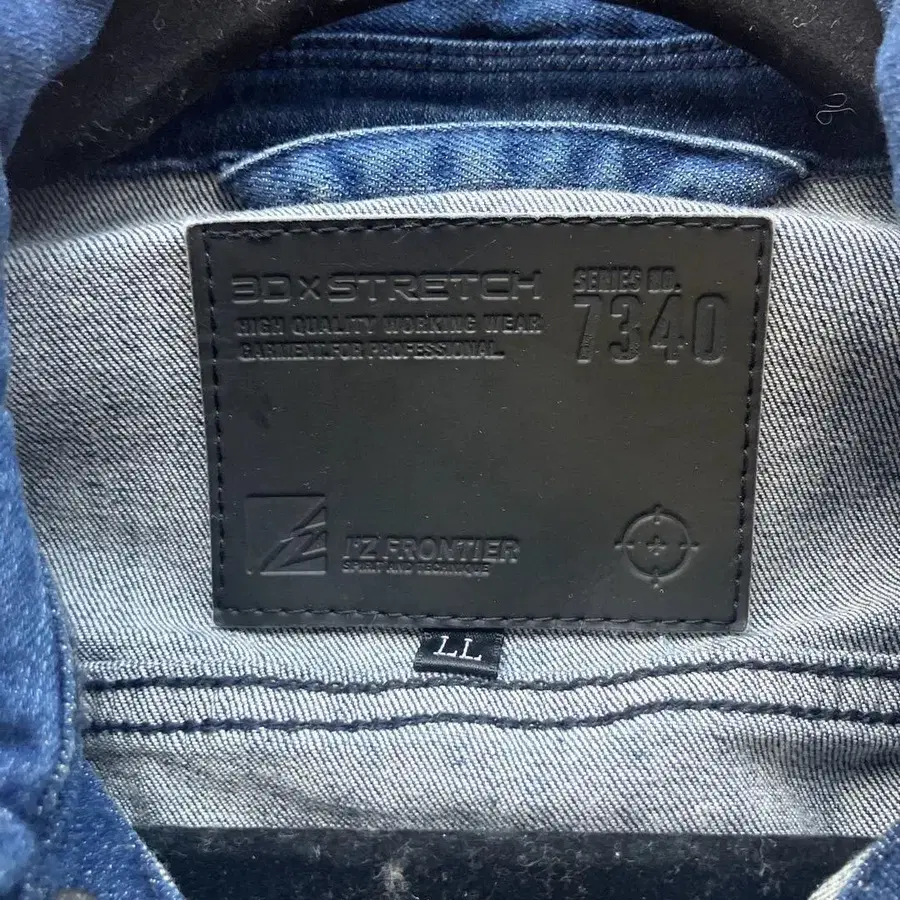 3D×STRETCH
HIGH QUALITY WORKING WEAR
GARMENT.FOR PROFESSIONAL.
SERIES NO.
7340
I'Z FRONTIER
SPIRIT AND TECHNIQUE
LL